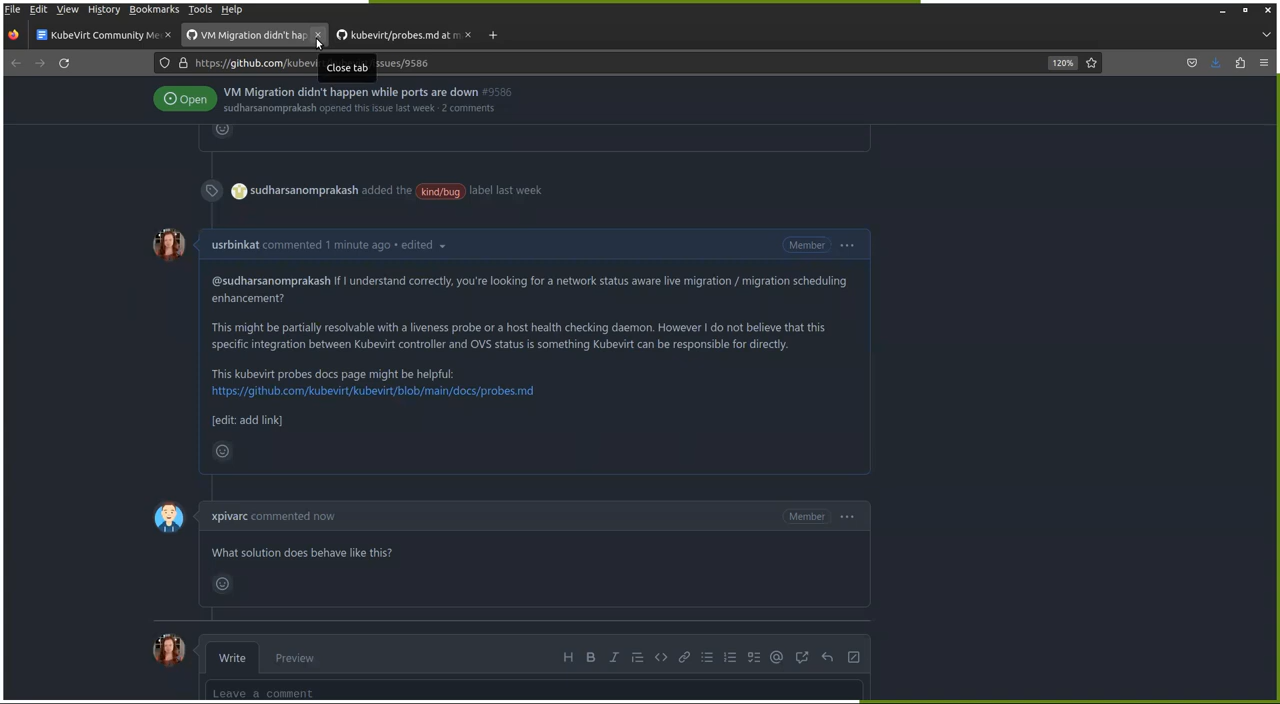 File Edit View History Bookmarks Tools Help
KubeVirt Community Me
VM Migration didn't hap
kubevirt/probes.md at m
https://github.com/kubevi
issues/9586
120%
Close tab
Open
VM Migration didn't happen while ports are down #9586
sudharsanomprakash opened this issue last week · 2 comments
sudharsanomprakash added the kind/bug label last week
usrbinkat commented 1 minute ago • edited
Member
@sudharsanomprakash If I understand correctly, you're looking for a network status aware live migration / migration scheduling
enhancement?
This might be partially resolvable with a liveness probe or a host health checking daemon. However I do not believe that this
specific integration between Kubevirt controller and OVS status is something Kubevirt can be responsible for directly.
This kubevirt probes docs page might be helpful:
https://github.com/kubevirt/kubevirt/blob/main/docs/probes.md
[edit: add link]
xpivarc commented now
Member
What solution does behave like this?
Write
Preview
Leave a comment